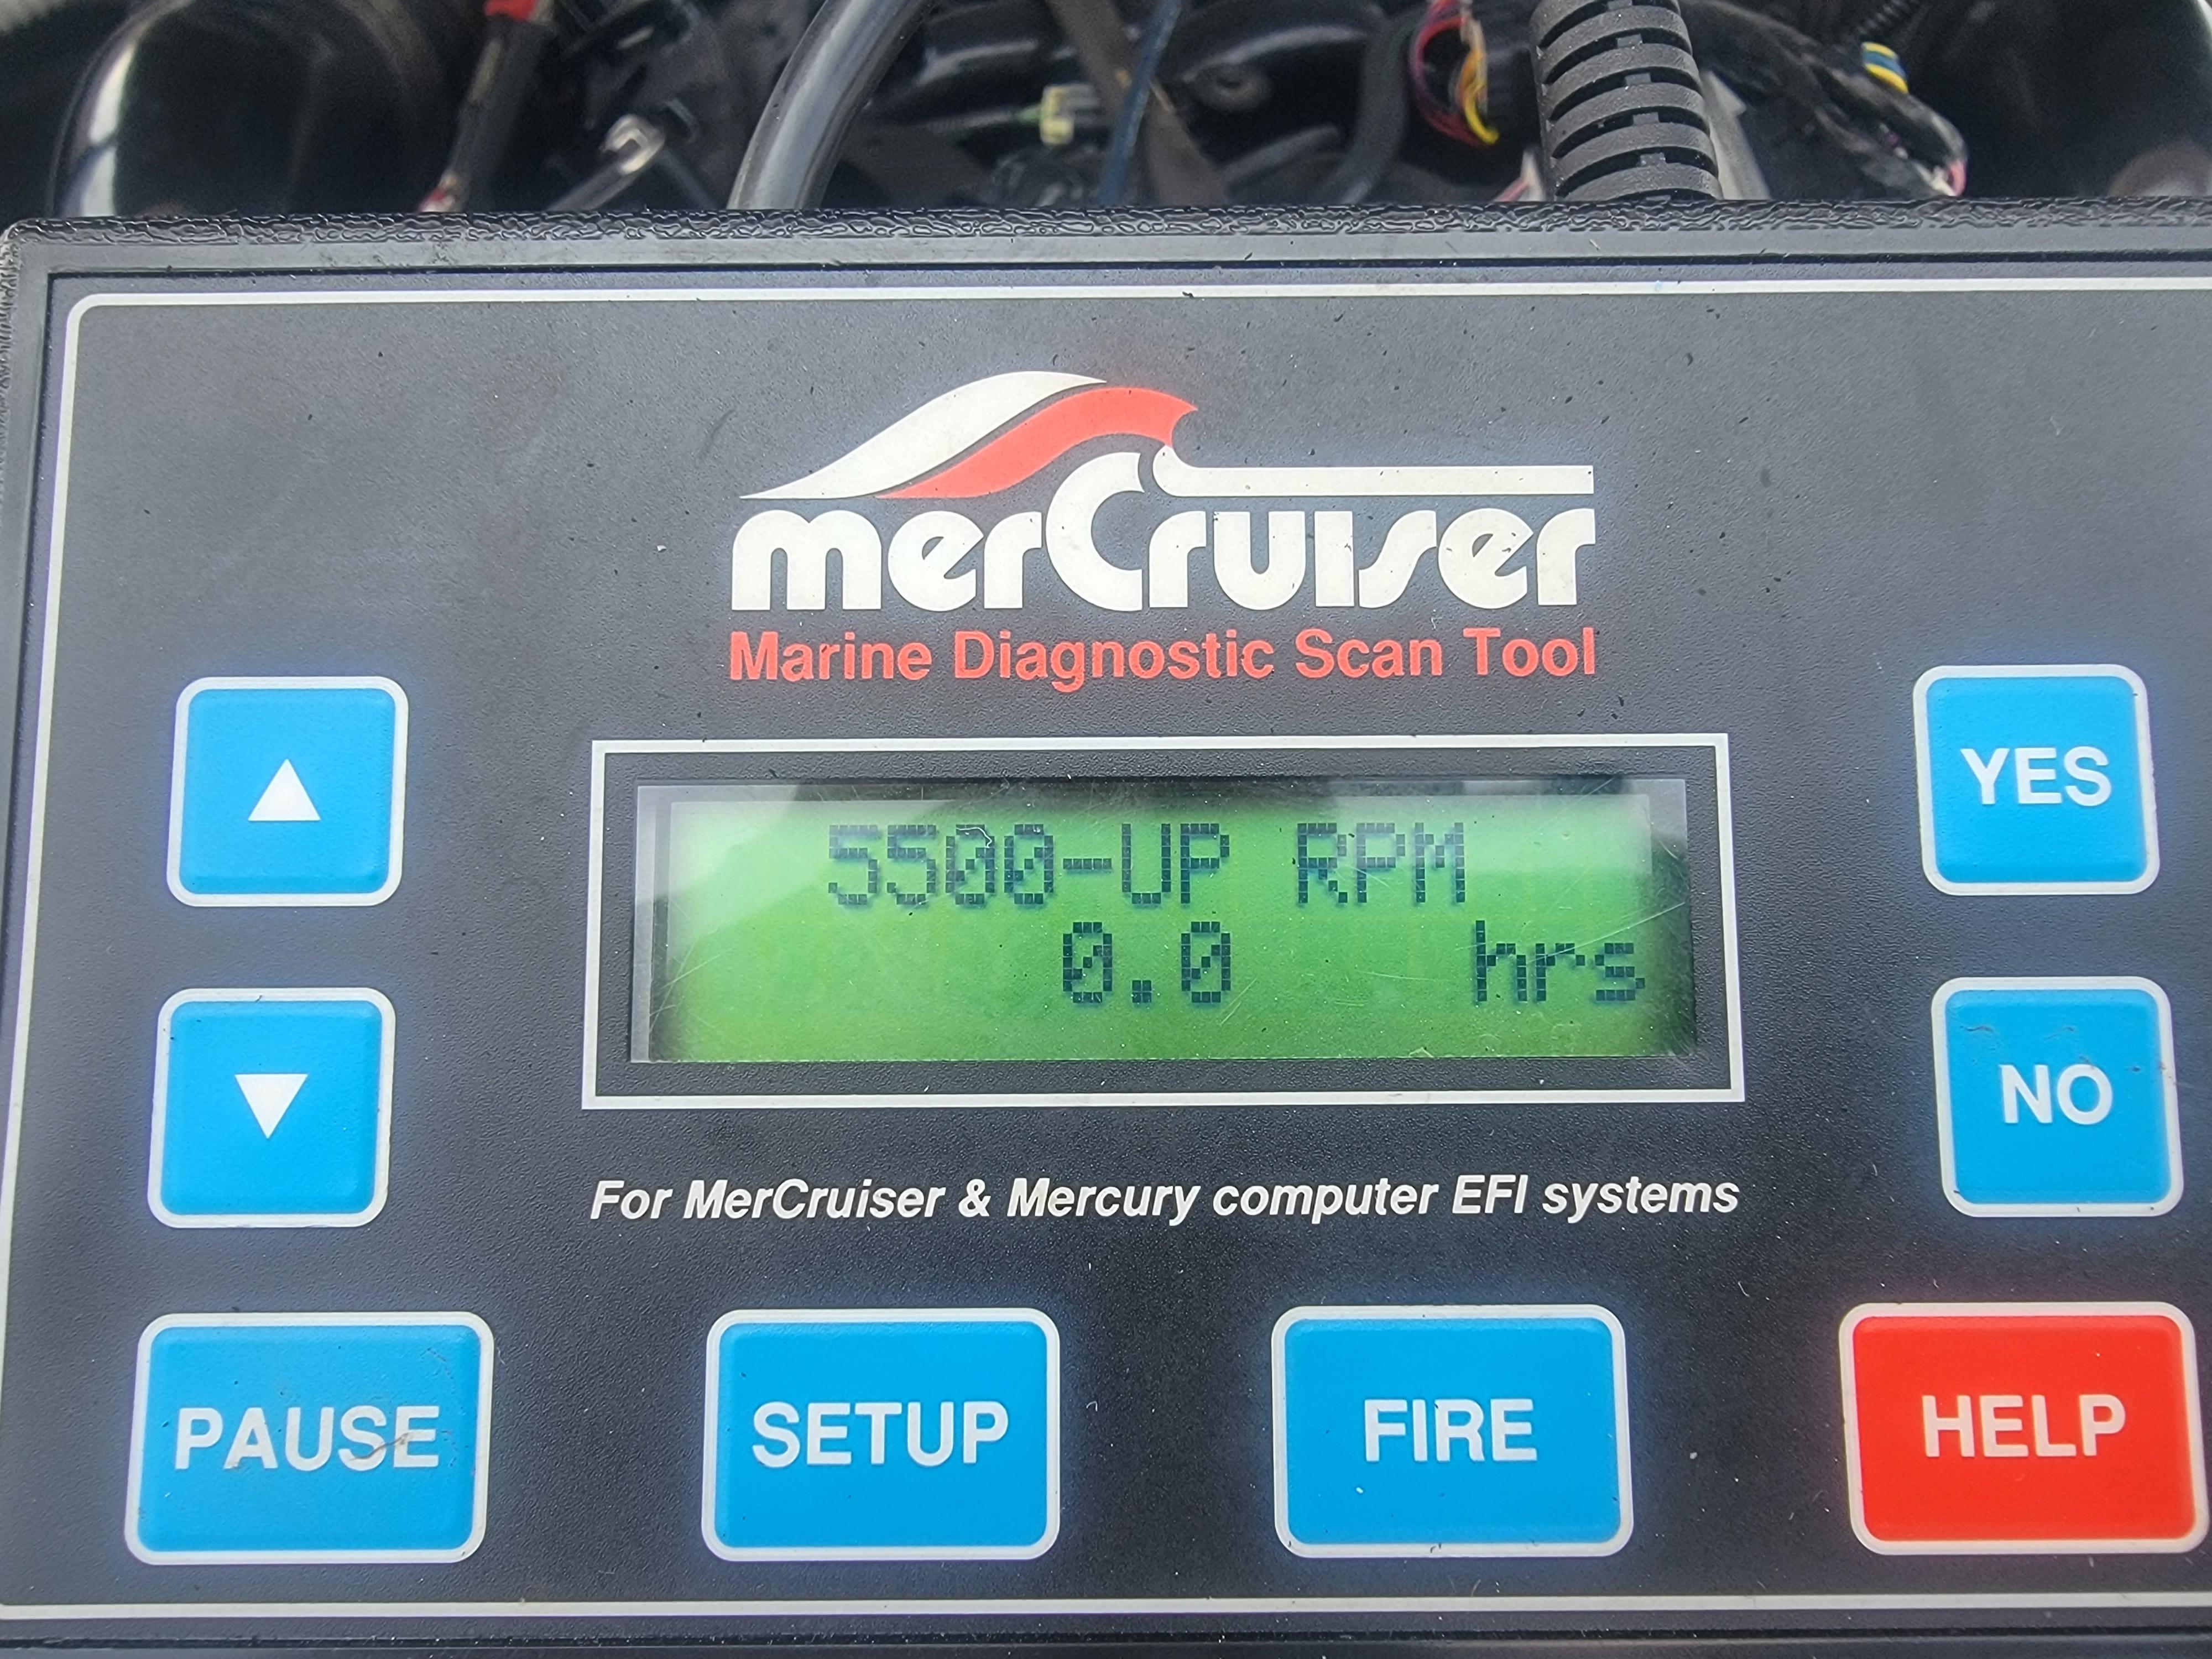 merCruiser
Marine Diagnostic Scan Tool
YES
5500-UP RPM
0.0 hrs
NO
For MerCruiser & Mercury computer EFI systems
PAUSE
SETUP
FIRE
HELP